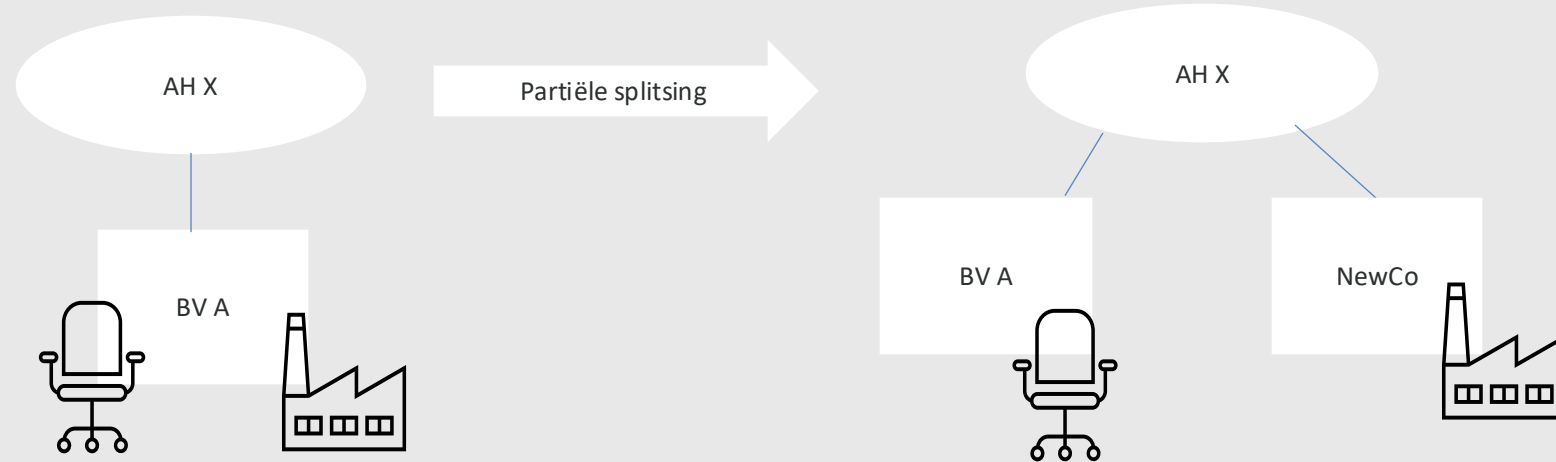 AH X
Partiële splitsing
AH X
BV A
BV A
NewCo